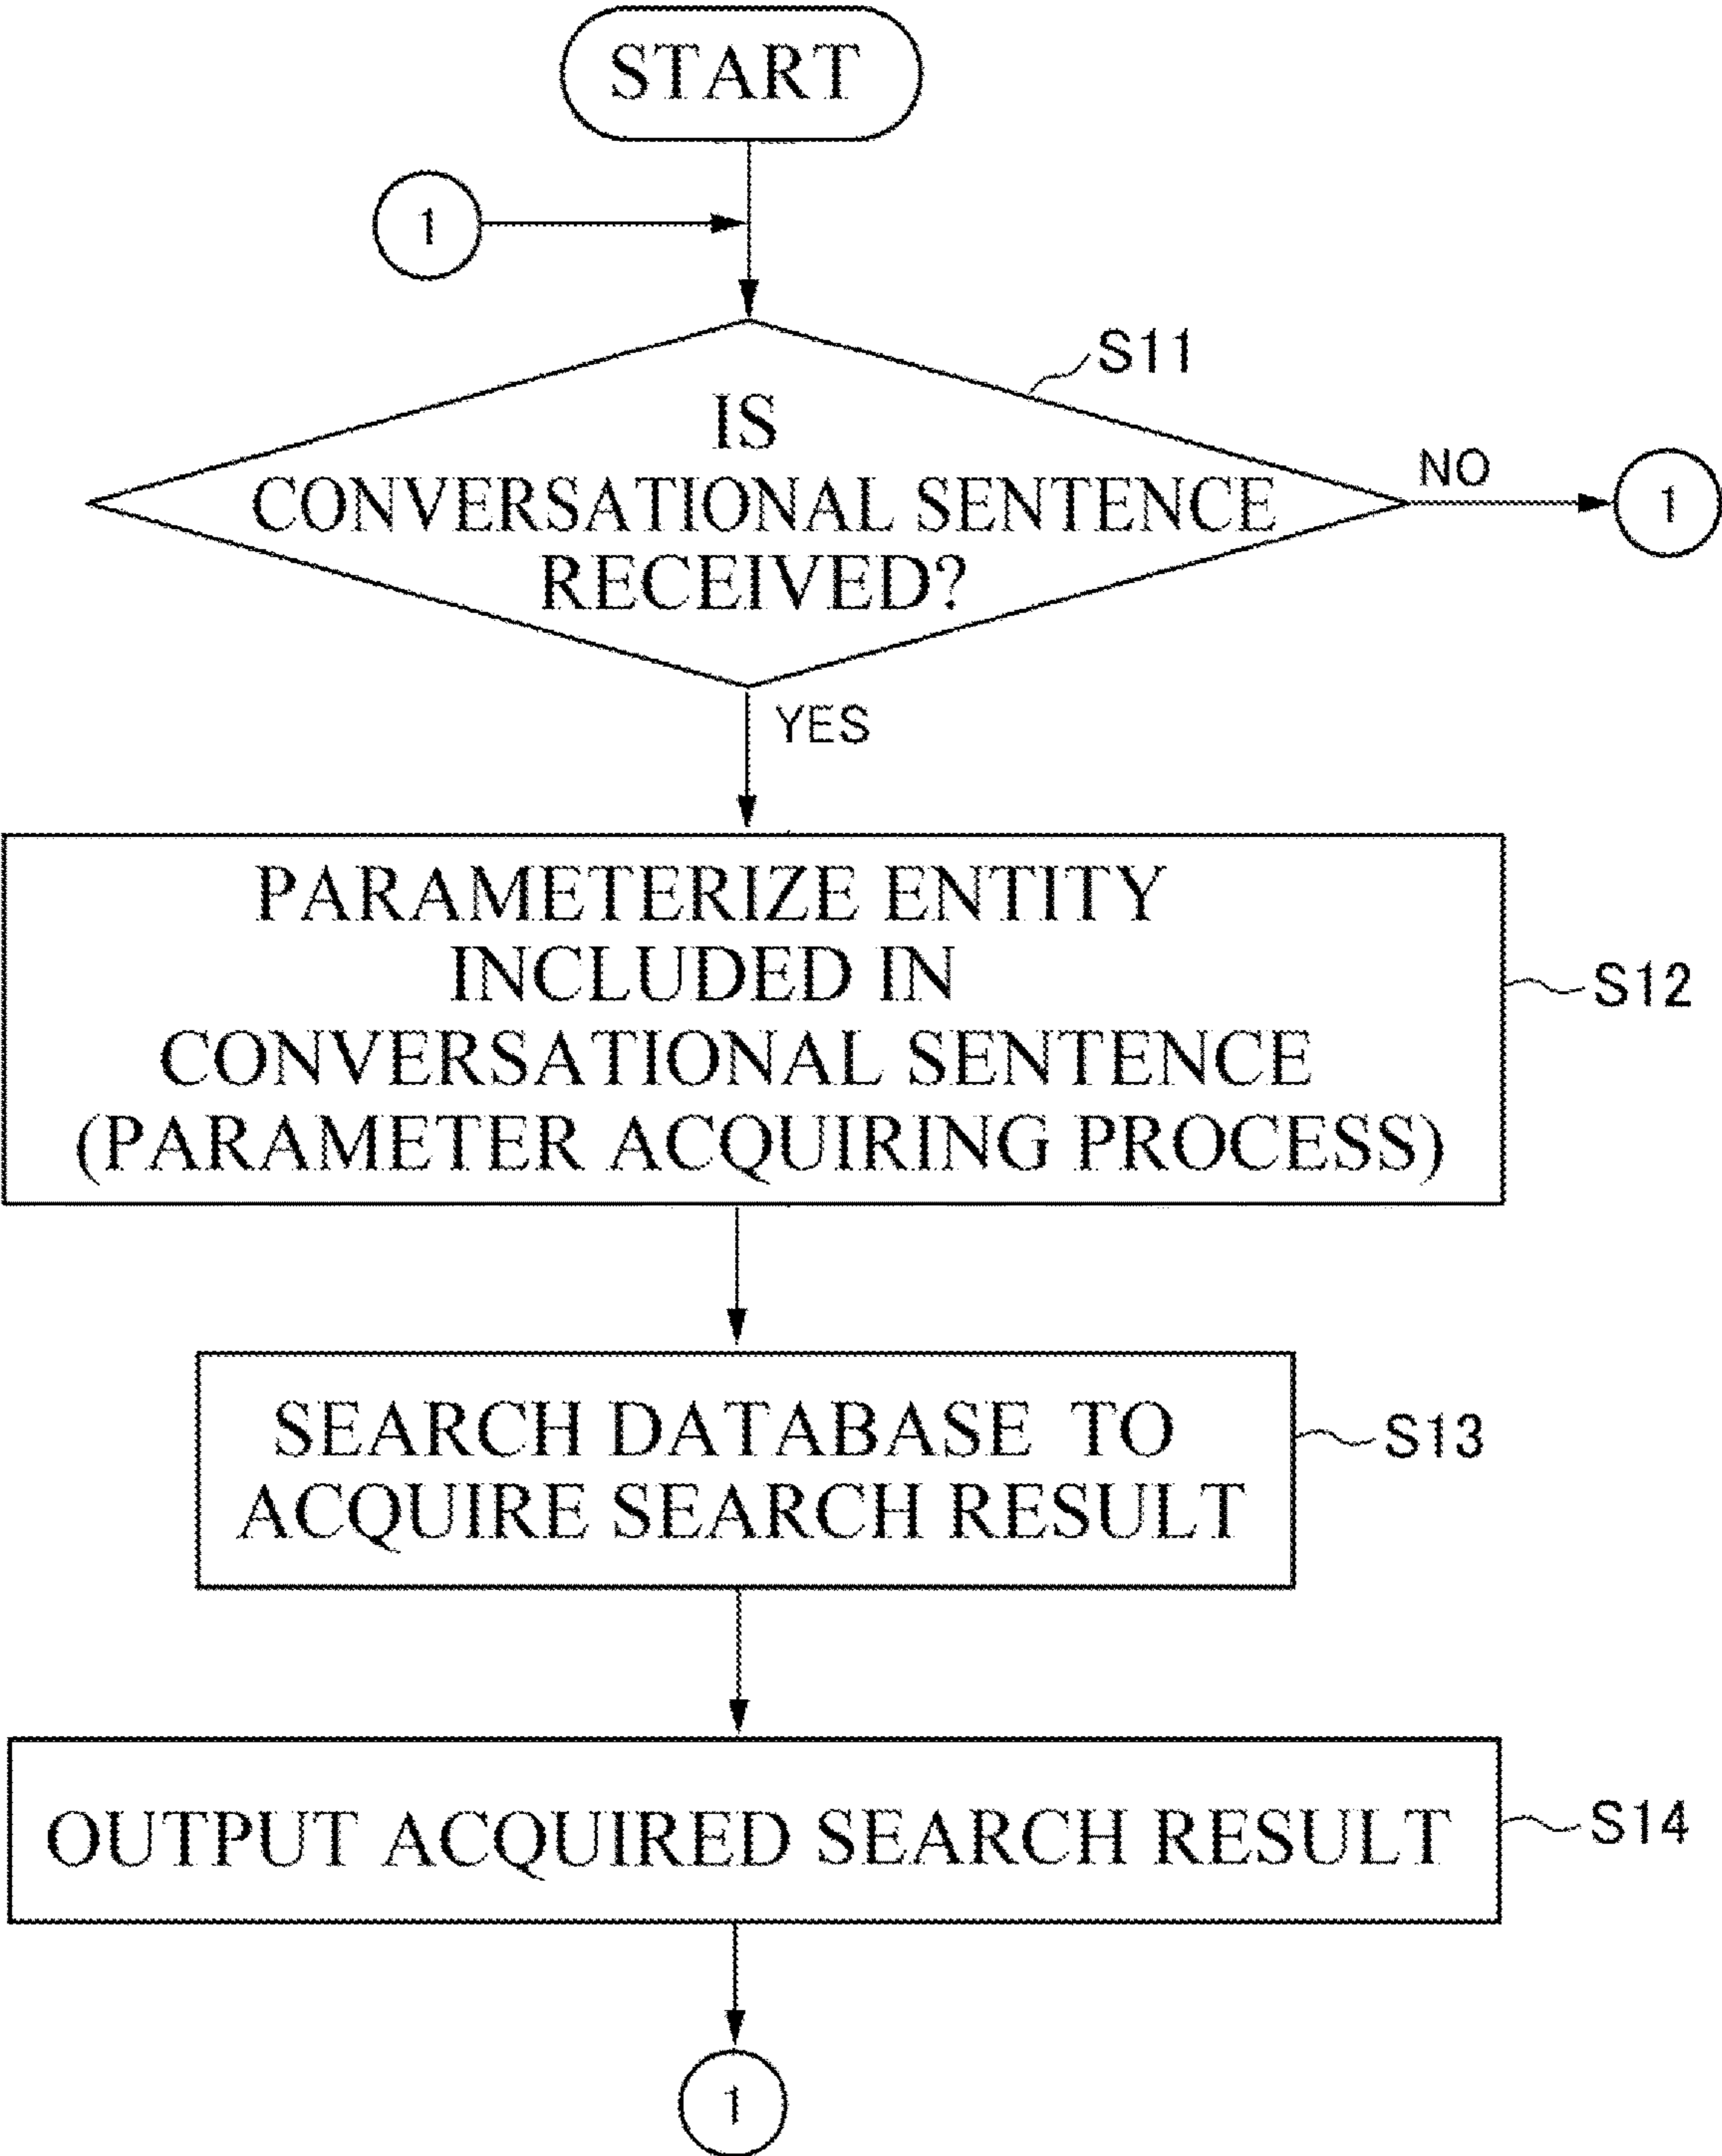 START
1
S11
IS
CONVERSATIONAL SENTENCE
RECEIVED?
NO
1
YES
PARAMETERIZE ENTITY
INCLUDED IN
CONVERSATIONAL SENTENCE
(PARAMETER ACQUIRING PROCESS)
S12
SEARCH DATABASE TO
ACQUIRE SEARCH RESULT
S13
OUTPUT ACQUIRED SEARCH RESULT
S14
1